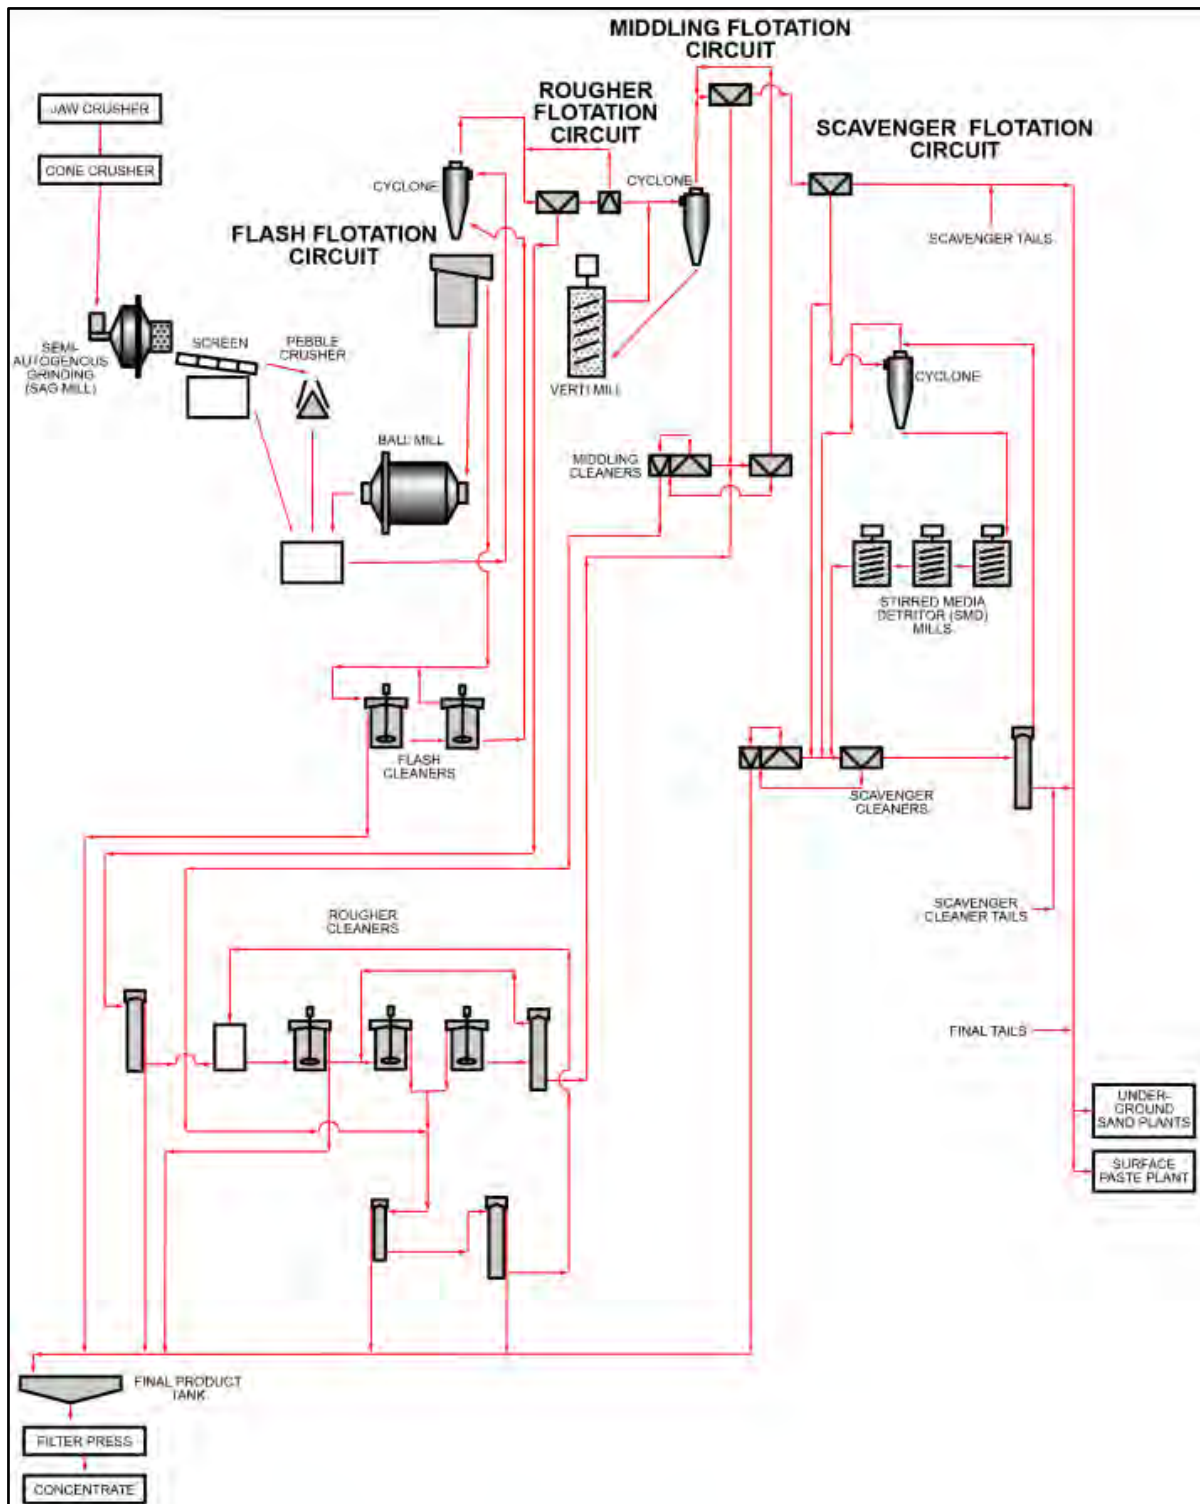 MIDDLING FLOTATION
CIRCUIT
ROUGHER
FLOTATION
CIRCUIT
SCAVENGER FLOTATION
CIRCUIT
JAW CRUSHER
CONE CRUSHER
CYCLONE
CYCLONE
FLASH FLOTATION
CIRCUIT
SCAVENGER TAILS
SEMI-
AUTOGENOUS
GRINDING
(SAG MILL)
SCREEN
PEBBLE
CRUSHER
VERTI MILL
CYCLONE
BALL MILL
MIDDLING
CLEANERS
STIRRED MEDIA
DETRITOR (SMD)
MILLS
FLASH
CLEANERS
SCAVENGER
CLEANERS
ROUGHER
CLEANERS
SCAVENGER
CLEANER TAILS
FINAL TAILS
UNDER-
GROUND
SAND PLANTS
SURFACE
PASTE PLANT
FINAL PRODUCT
TANK
FILTER PRESS
CONCENTRATE